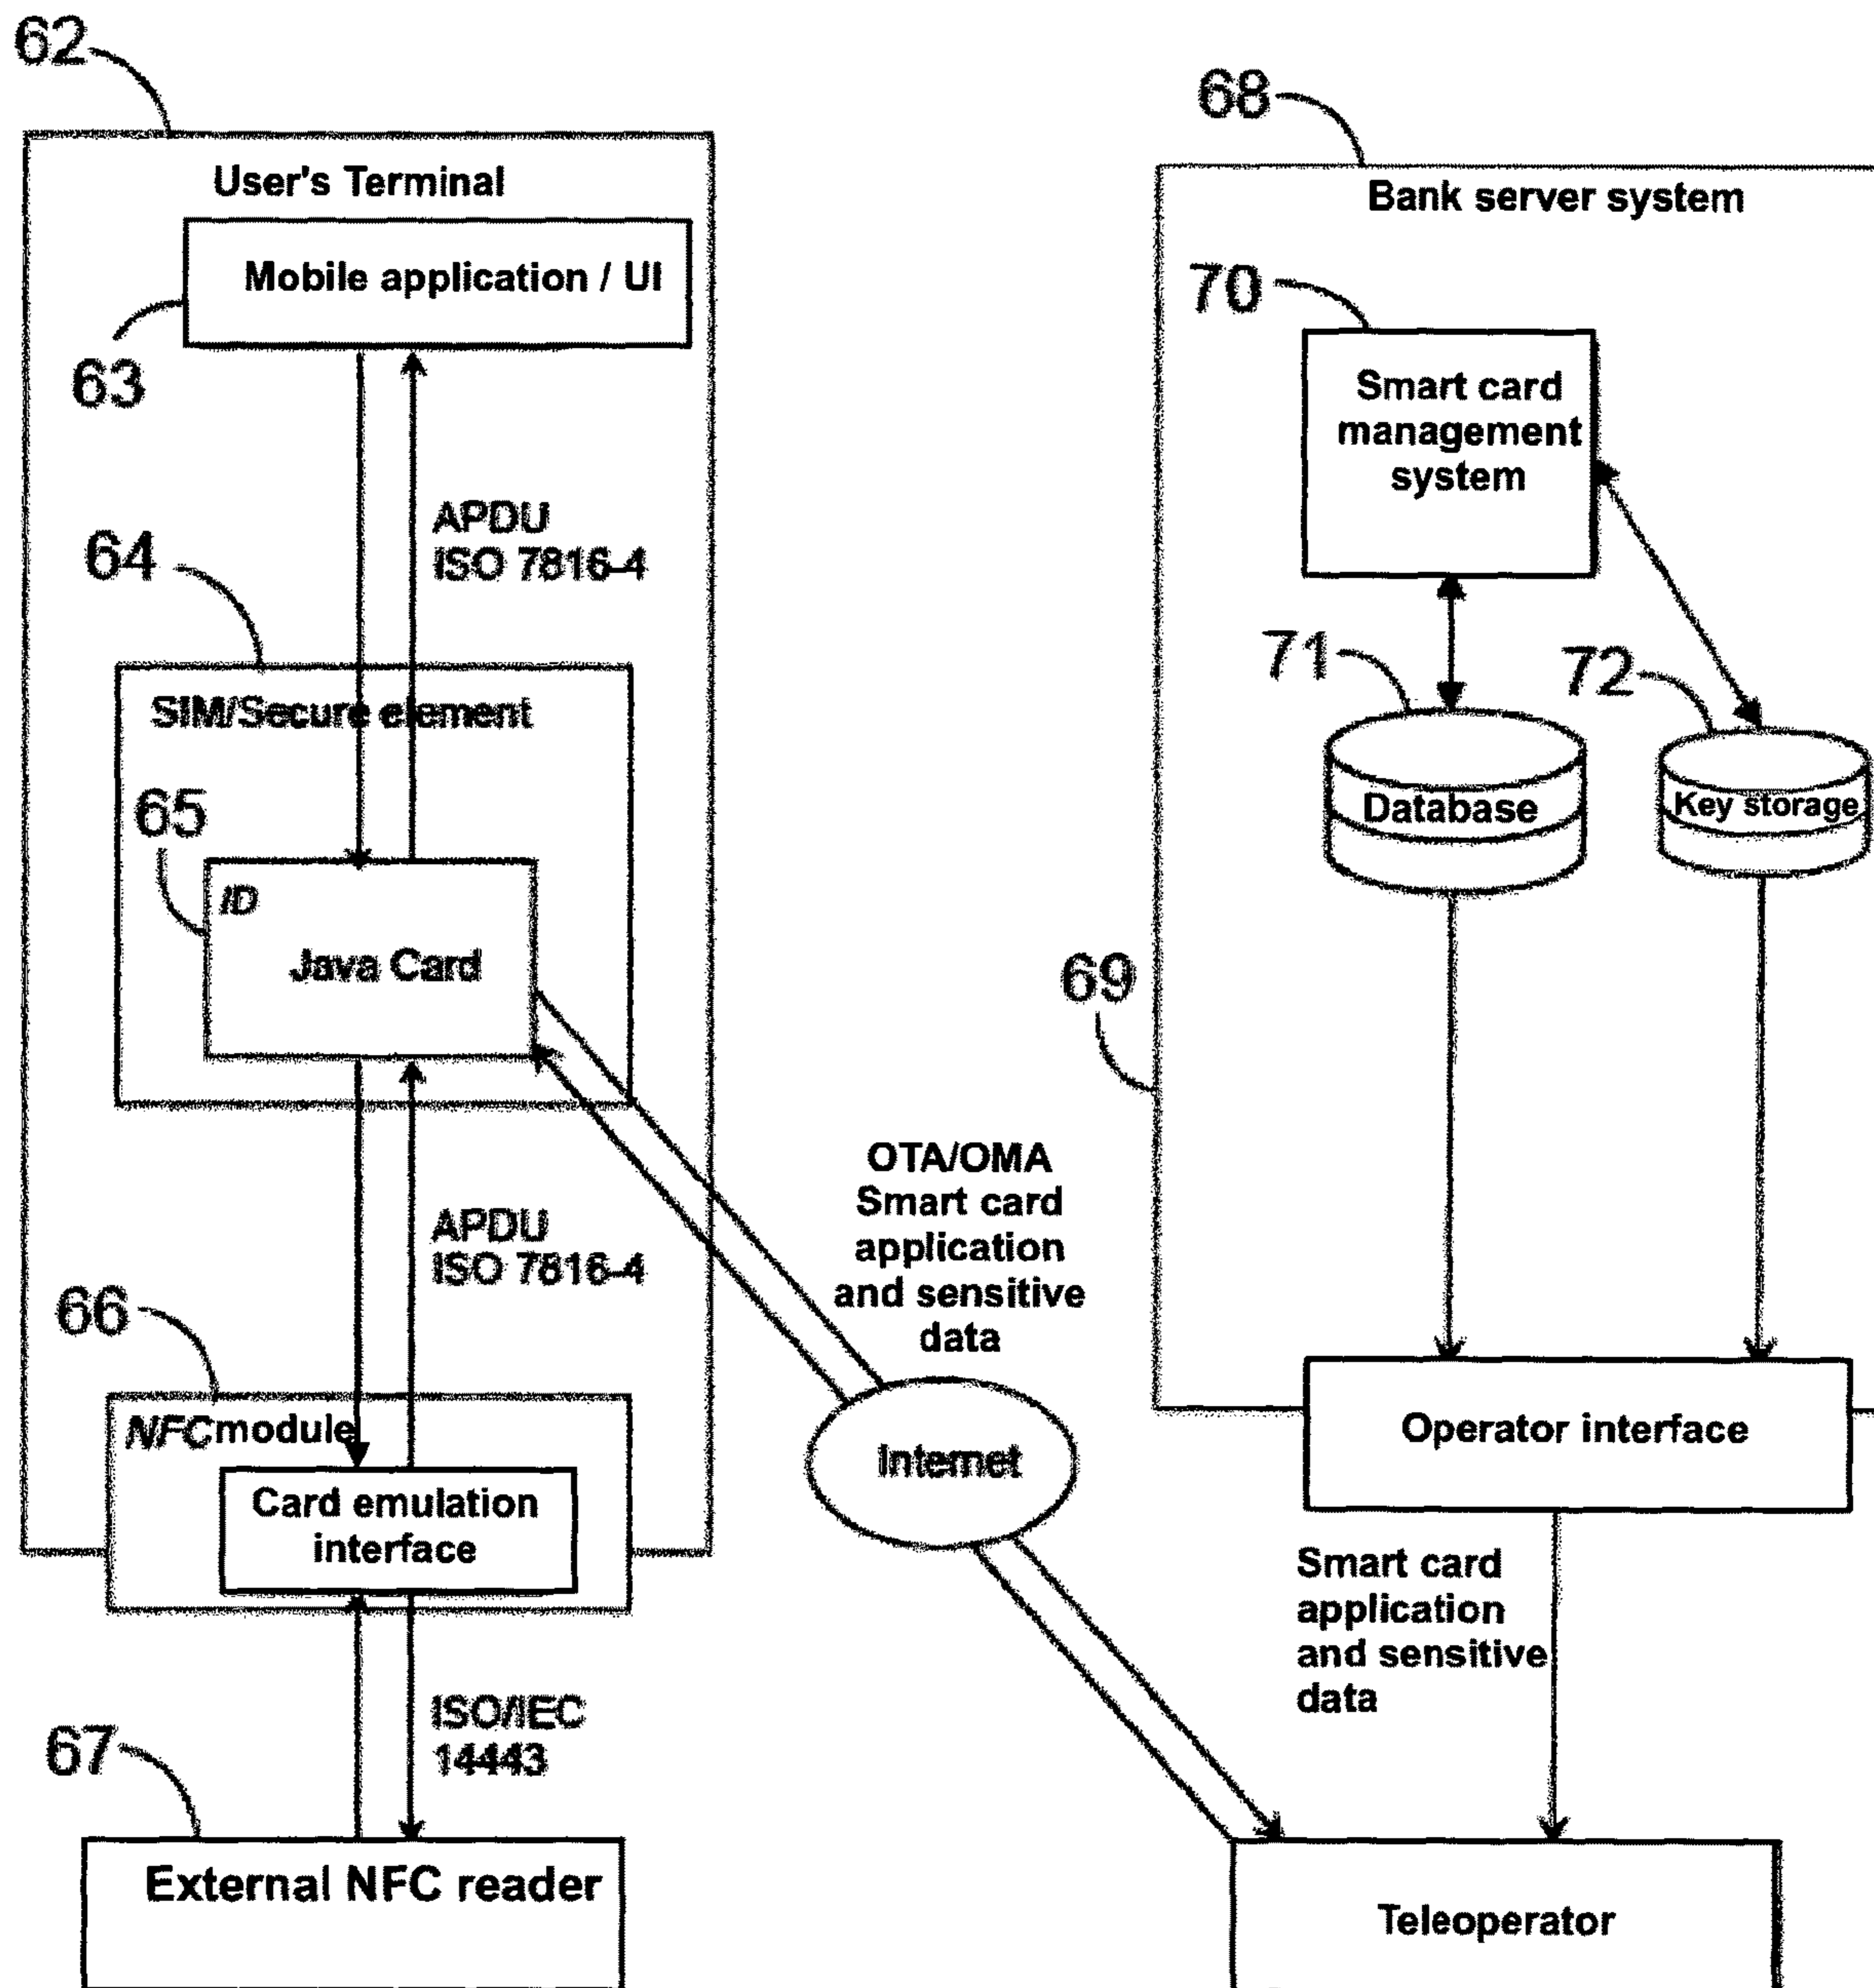 62
User's Terminal
Mobile application / UI
63
APDU
ISO 7816-4
64
SIM/Secure element
65
ID
Java Card
APDU
ISO 7816-4
66
NFC module
Card emulation
interface
ISO/IEC
14443
67
External NFC reader
OTA/OMA
Smart card
application
and sensitive
data
Internet
68
Bank server system
70
Smart card
management
system
71
72
Database
Key storage
69
Operator interface
Smart card
application
and sensitive
data
Teleoperator